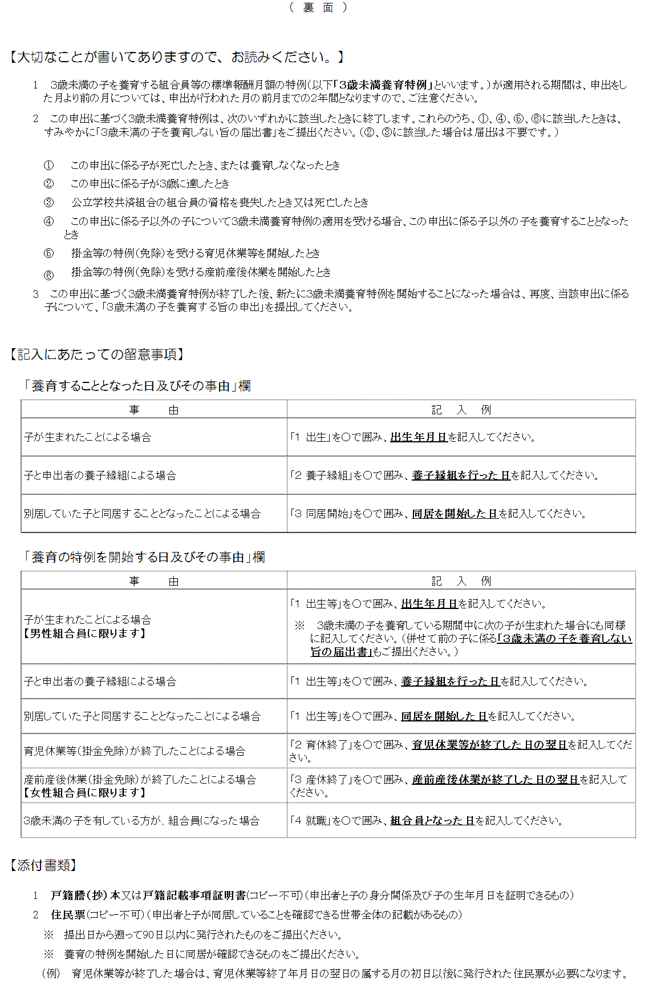 （　裏　面　）
【大切なことが書いてありますので、お読みください。】
1　３歳未満の子を養育する組合員等の標準報酬月額の特例（以下「３歳未満養育特例」といいます。）が適用される期間は、申出をし
た月より前の月については、申出が行われた月の前月までの２年間となりますので、ご注意ください。
2　この申出に基づく３歳未満養育特例は、次のいずれかに該当したときに終了します。これらのうち、①、④、⑤、⑥に該当したときは、
すみやかに「３歳未満の子を養育しない旨の届出書」をご提出ください。（②、③に該当した場合は届出は不要です。）
①　この申出に係る子が死亡したとき、または養育しなくなったとき
②　この申出に係る子が３歳に達したとき
③　公立学校共済組合の組合員の資格を喪失したとき又は死亡したとき
④　この申出に係る子以外の子について３歳未満養育特例の適用を受ける場合、この申出に係る子以外の子を養育することとなった
とき
⑤　掛金等の特例（免除）を受ける育児休業等を開始したとき
⑥　掛金等の特例（免除）を受ける産前産後休業を開始したとき
3　この申出に基づく３歳未満養育特例が終了した後、新たに３歳未満養育特例を開始することになった場合は、再度、当該申出に係る
子について、「３歳未満の子を養育する旨の申出」を提出してください。
【記入にあたっての留意事項】
「養育することとなった日及びその事由」欄
事　　由　記　入　例
子が生まれたことによる場合　「1 出生」を○で囲み、出生年月日を記入してください。
子と申出者の養子縁組による場合　「2 養子縁組」を○で囲み、養子縁組を行った日を記入してください。
別居していた子と同居することとなったことによる場合　「3 同居開始」を○で囲み、同居を開始した日を記入してください。
「養育の特例を開始する日及びその事由」欄
事　　由　記　入　例
子が生まれたことによる場合
【男性組合員に限ります】
「1 出生等」を○で囲み、出生年月日を記入してください。
※　３歳未満の子を養育している期間中に次の子が生まれた場合にも同様
に記入してください。（併せて前の子に係る「３歳未満の子を養育しない
旨の届出書」もご提出ください。）
子と申出者の養子縁組による場合　「1 出生等」を○で囲み、養子縁組を行った日を記入してください。
別居していた子と同居することとなったことによる場合　「1 出生等」を○で囲み、同居を開始した日を記入してください。
育児休業等（掛金免除）が終了したことによる場合
「2 育休終了」を○で囲み、育児休業等が終了した日の翌日を記入してくだ
さい。
産前産後休業（掛金免除）が終了したことによる場合
【女性組合員に限ります】
「3 産休終了」を○で囲み、産前産後休業が終了した日の翌日を記入して
ください。
３歳未満の子を有している方が、組合員になった場合　「4 就職」を○で囲み、組合員となった日を記入してください。
【添付書類】
1　戸籍謄（抄）本又は戸籍記載事項証明書（コピー不可）（申出者と子の身分関係及び子の生年月日を証明できるもの）
2　住民票（コピー不可）（申出者と子が同居していることを確認できる世帯全体の記載があるもの）
※　提出日から遡って90日以内に発行されたものをご提出ください。
※　養育の特例を開始した日に同居が確認できるものをご提出ください。
（例）　育児休業等が終了した場合は、育児休業等終了年月日の翌日の属する月の初日以後に発行された住民票が必要になります。